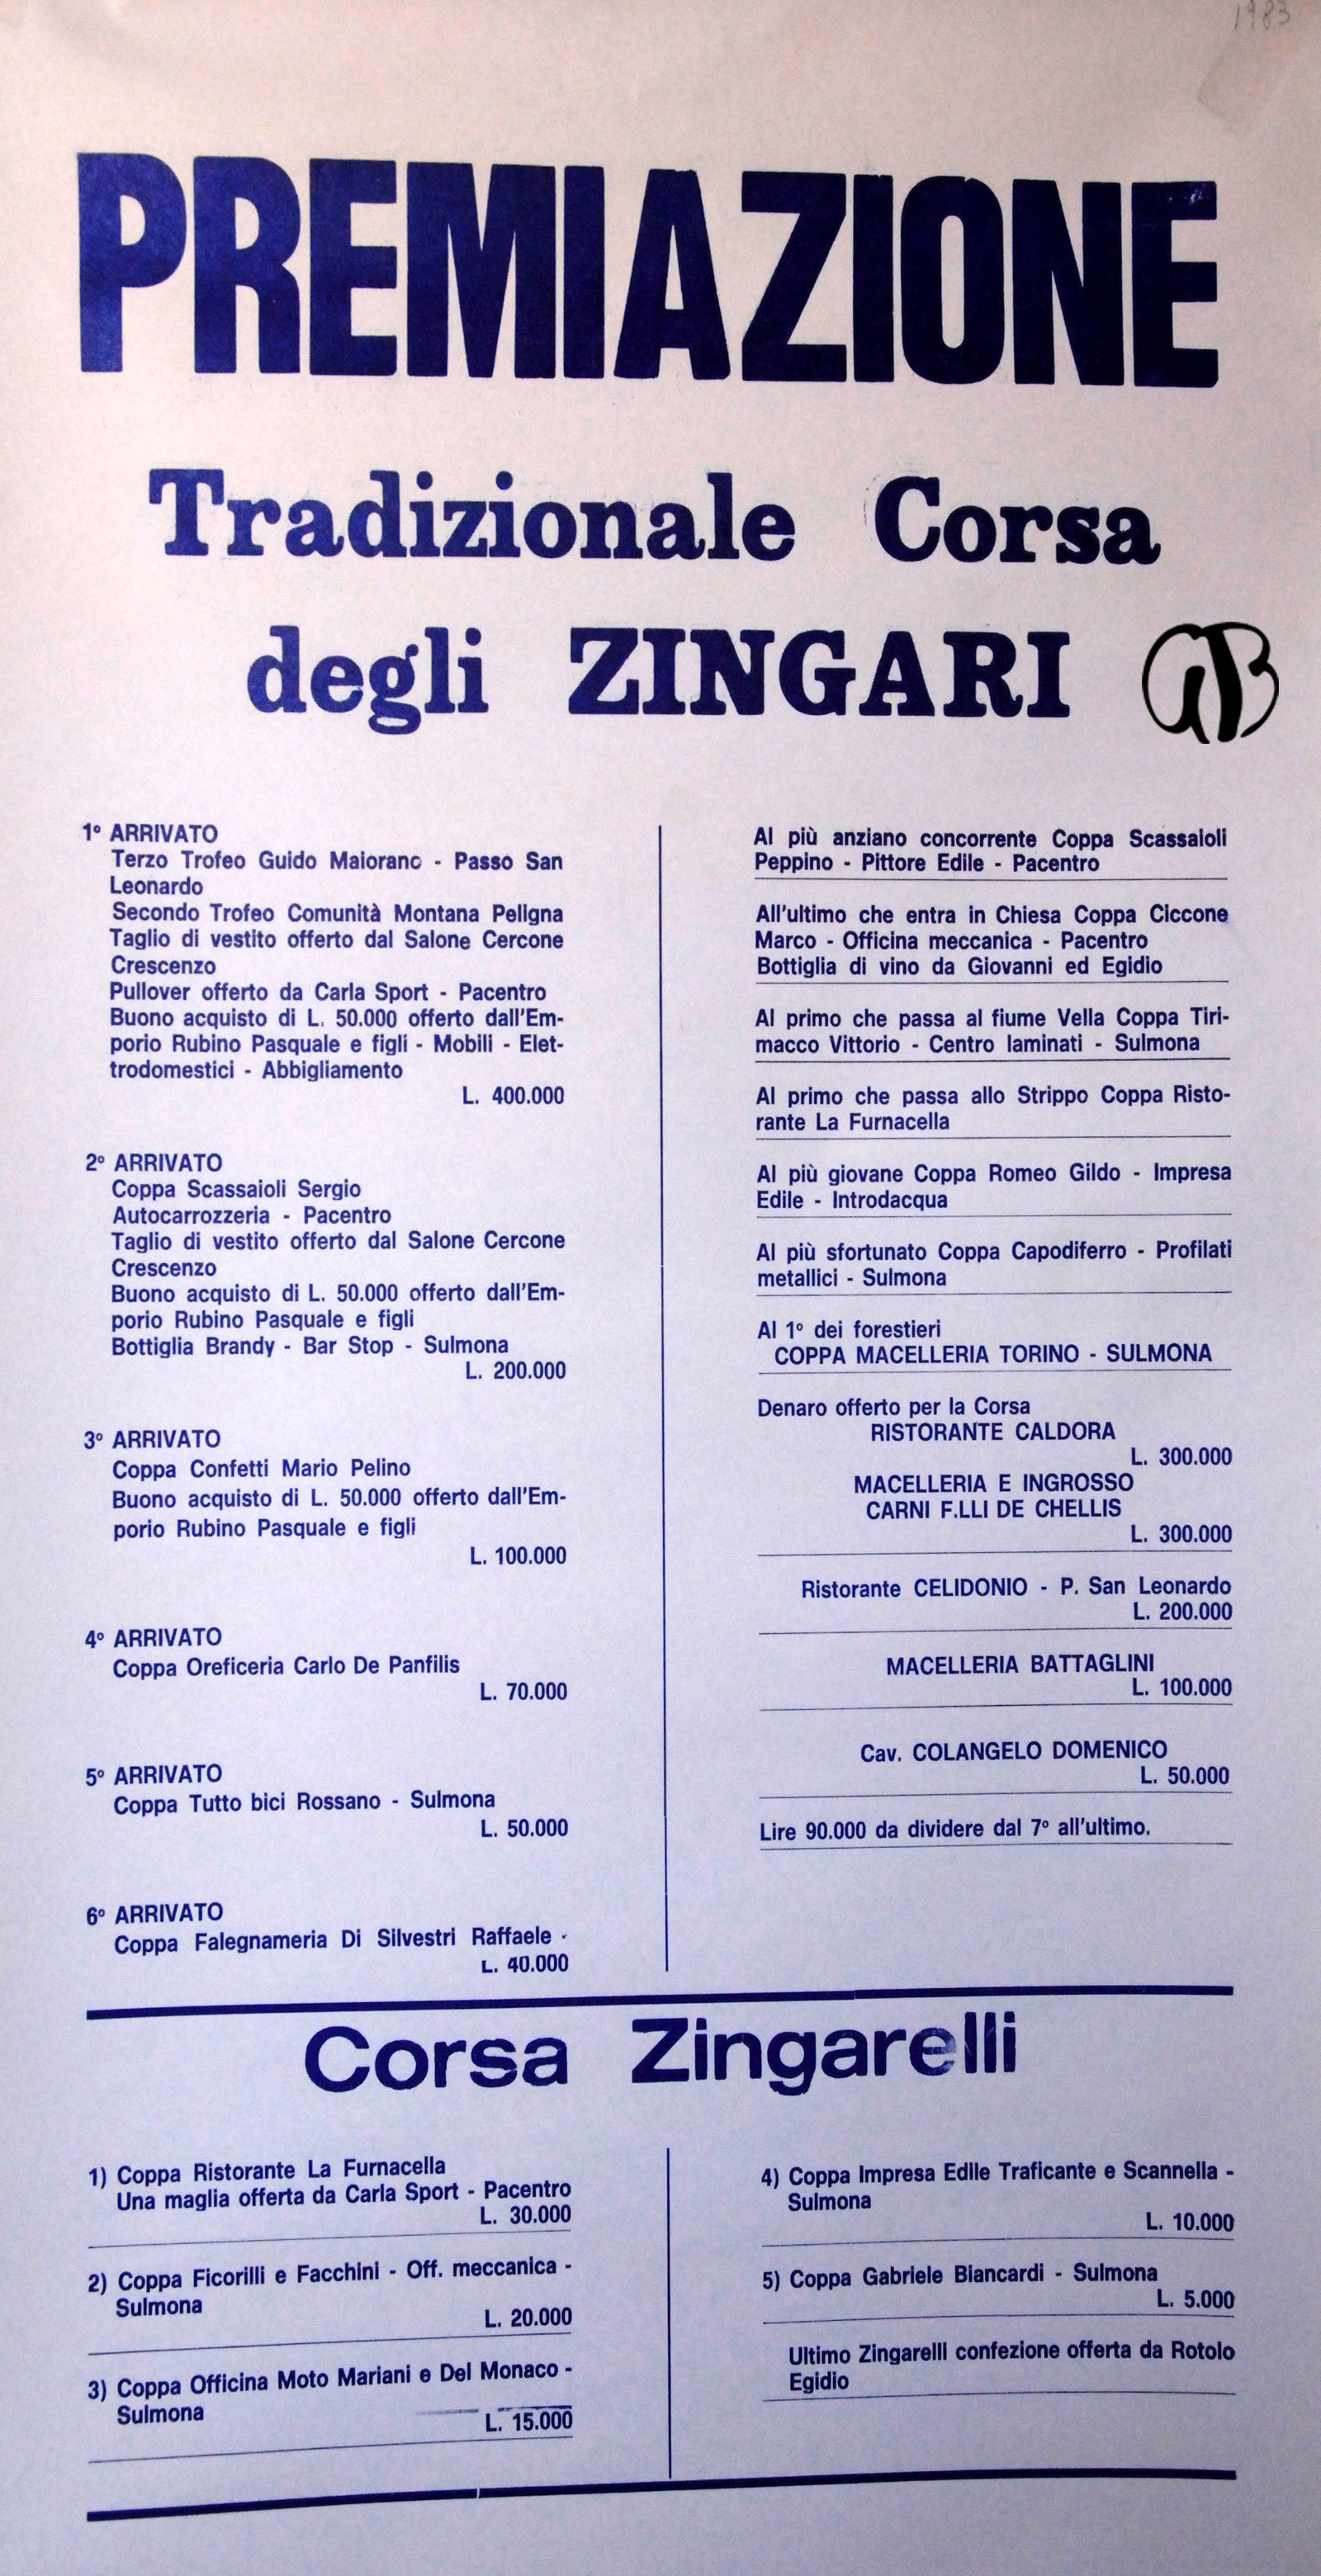 1983
PREMIAZIONE
Tradizionale Corsa
degli ZINGARI
GB
1º ARRIVATO
Terzo Trofeo Guido Maiorano - Passo San
Leonardo
Secondo Trofeo Comunità Montana Peligna
Taglio di vestito offerto dal Salone Cercone
Crescenzo
Pullover offerto da Carla Sport - Pacentro
Buono acquisto di L. 50.000 offerto dall'Em-
porio Rubino Pasquale e figli - Mobili - Elet-
trodomestici - Abbigliamento
L. 400.000
2º ARRIVATO
Coppa Scassaioli Sergio
Autocarrozzeria - Pacentro
Taglio di vestito offerto dal Salone Cercone
Crescenzo
Buono acquisto di L. 50.000 offerto dall'Em-
porio Rubino Pasquale e figli
Bottiglia Brandy - Bar Stop - Sulmona
L. 200.000
3º ARRIVATO
Coppa Confetti Mario Pelino
Buono acquisto di L. 50.000 offerto dall'Em-
porio Rubino Pasquale e figli
L. 100.000
4º ARRIVATO
Coppa Oreficeria Carlo De Panfilis
L. 70.000
5º ARRIVATO
Coppa Tutto bici Rossano - Sulmona
L. 50.000
6º ARRIVATO
Coppa Falegnameria Di Silvestri Raffaele -
L. 40.000
Al più anziano concorrente Coppa Scassaioli
Peppino - Pittore Edile - Pacentro
All'ultimo che entra in Chiesa Coppa Ciccone
Marco - Officina meccanica - Pacentro
Bottiglia di vino da Giovanni ed Egidio
Al primo che passa al fiume Vella Coppa Tiri-
macco Vittorio - Centro laminati - Sulmona
Al primo che passa allo Strippo Coppa Risto-
rante La Furnacella
Al più giovane Coppa Romeo Gildo - Impresa
Edile - Introdacqua
Al più sfortunato Coppa Capodiferro - Profilati
metallici - Sulmona
Al 1º dei forestieri
COPPA MACELLERIA TORINO - SULMONA
Denaro offerto per la Corsa
RISTORANTE CALDORA
L. 300.000
MACELLERIA E INGROSSO
CARNI F.LLI DE CHELLIS
L. 300.000
Ristorante CELIDONIO - P. San Leonardo
L. 200.000
MACELLERIA BATTAGLINI
L. 100.000
Cav. COLANGELO DOMENICO
L. 50.000
Lire 90.000 da dividere dal 7º all'ultimo.
Corsa Zingarelli
1) Coppa Ristorante La Furnacella
Una maglia offerta da Carla Sport - Pacentro
L. 30.000
2) Coppa Ficorilli e Facchini - Off. meccanica -
Sulmona
L. 20.000
3) Coppa Officina Moto Mariani e Del Monaco -
Sulmona
L. 15.000
4) Coppa Impresa Edile Traficante e Scannella -
Sulmona
L. 10.000
5) Coppa Gabriele Biancardi - Sulmona
L. 5.000
Ultimo Zingarelli confezione offerta da Rotolo
Egidio